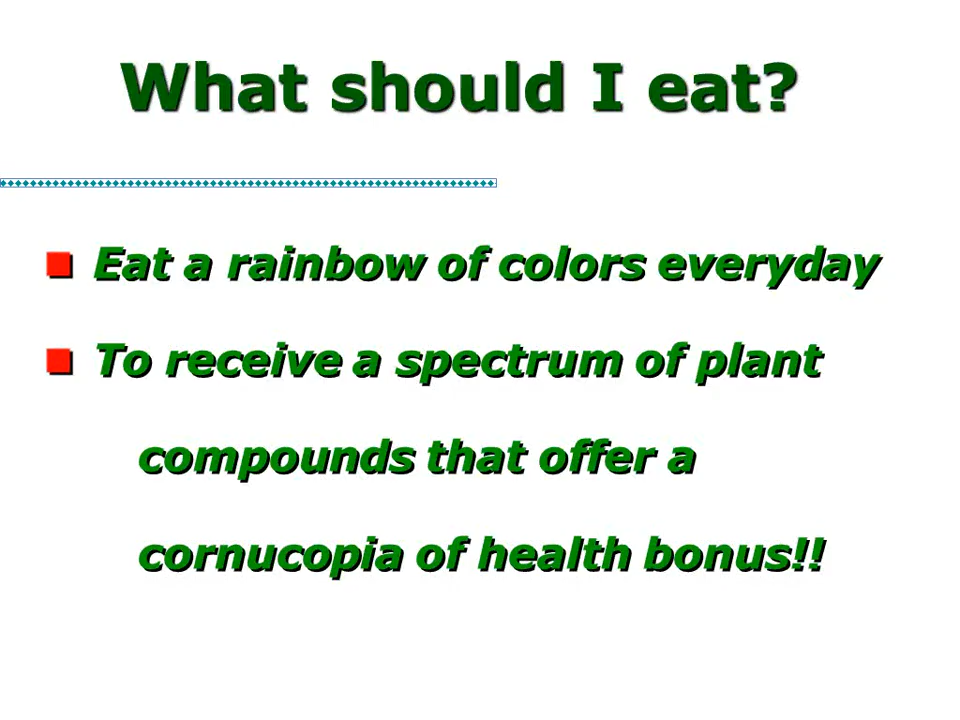 What should I eat?
Eat a rainbow of colors everyday
To receive a spectrum of plant
compounds that offer a
cornucopia of health bonus!!